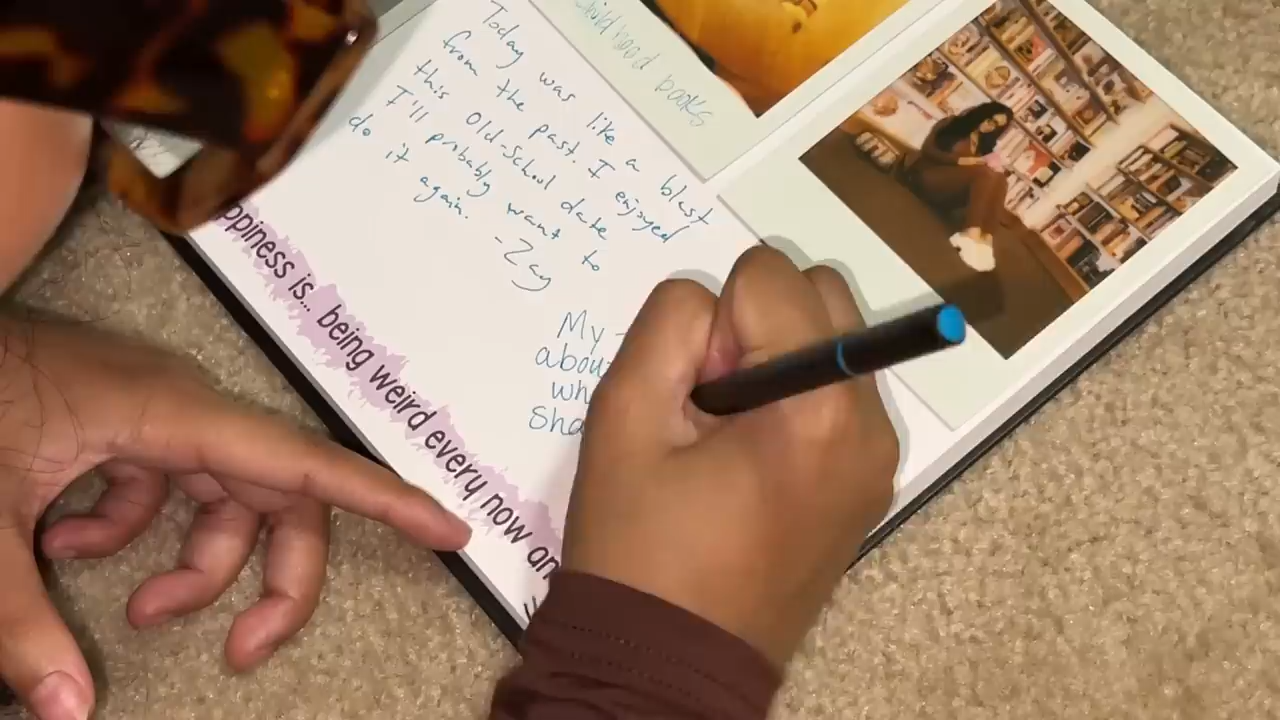 Childhood books
Today was like a blast
from the past. I enjoyed
this old-school date
I'll probably want to
do it again.
-Zay
My
about
wh
Sha
ppiness is... being weird every now an